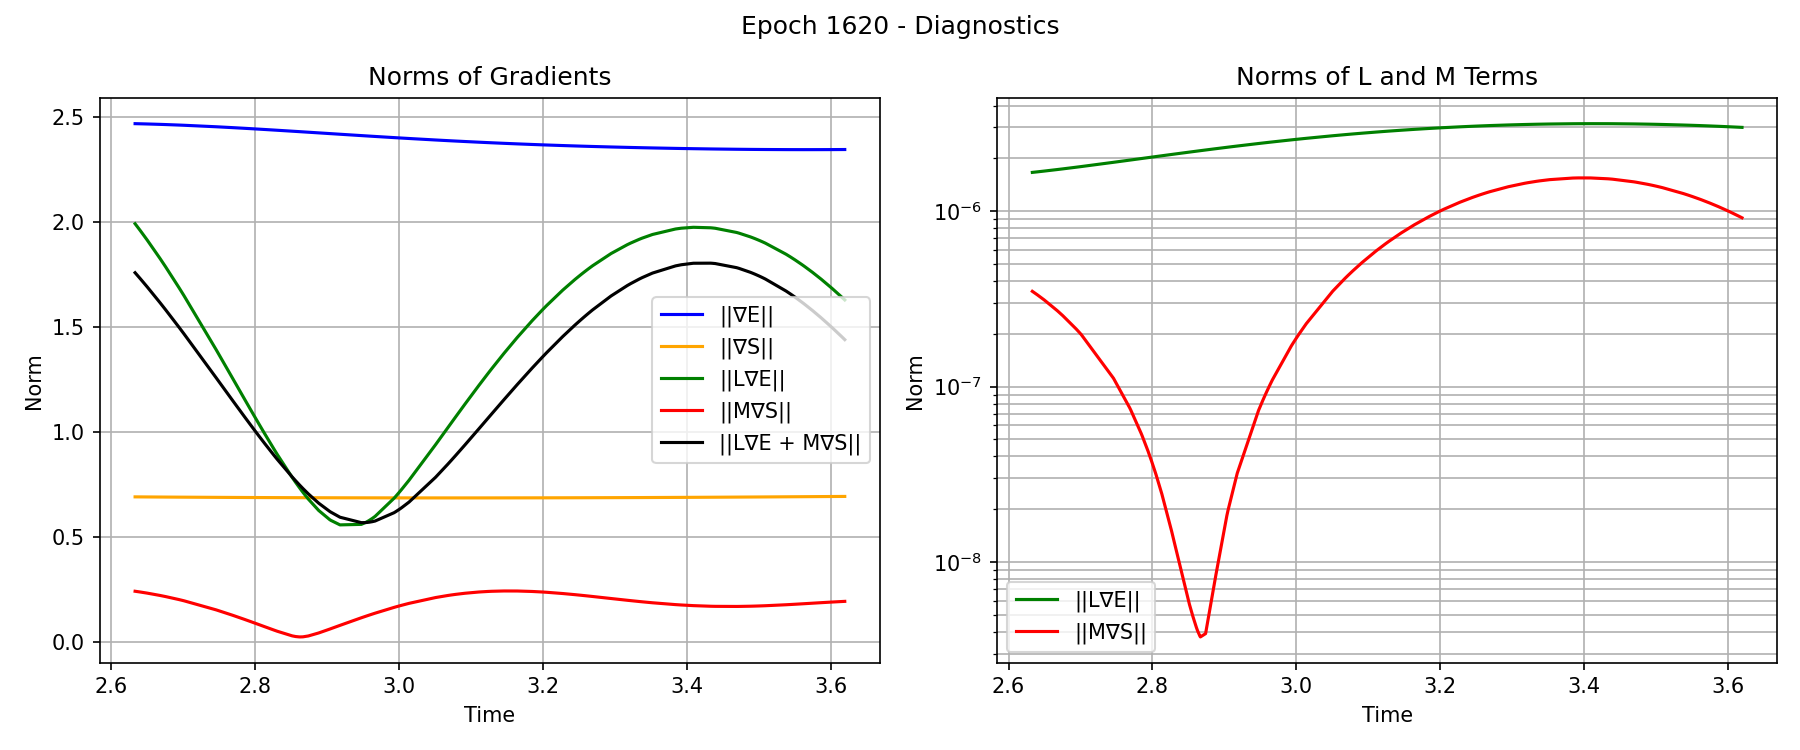 Epoch 1620 - Diagnostics
Norms of Gradients
Norm
2.5
2.0
1.5
1.0
0.5
0.0
||∇E||
||∇S||
||L∇E||
||M∇S||
||L∇E + M∇S||
2.6 2.8 3.0 3.2 3.4 3.6
Time
Norms of L and M Terms
Norm
10⁻⁶
10⁻⁷
10⁻⁸
||L∇E||
||M∇S||
2.6 2.8 3.0 3.2 3.4 3.6
Time